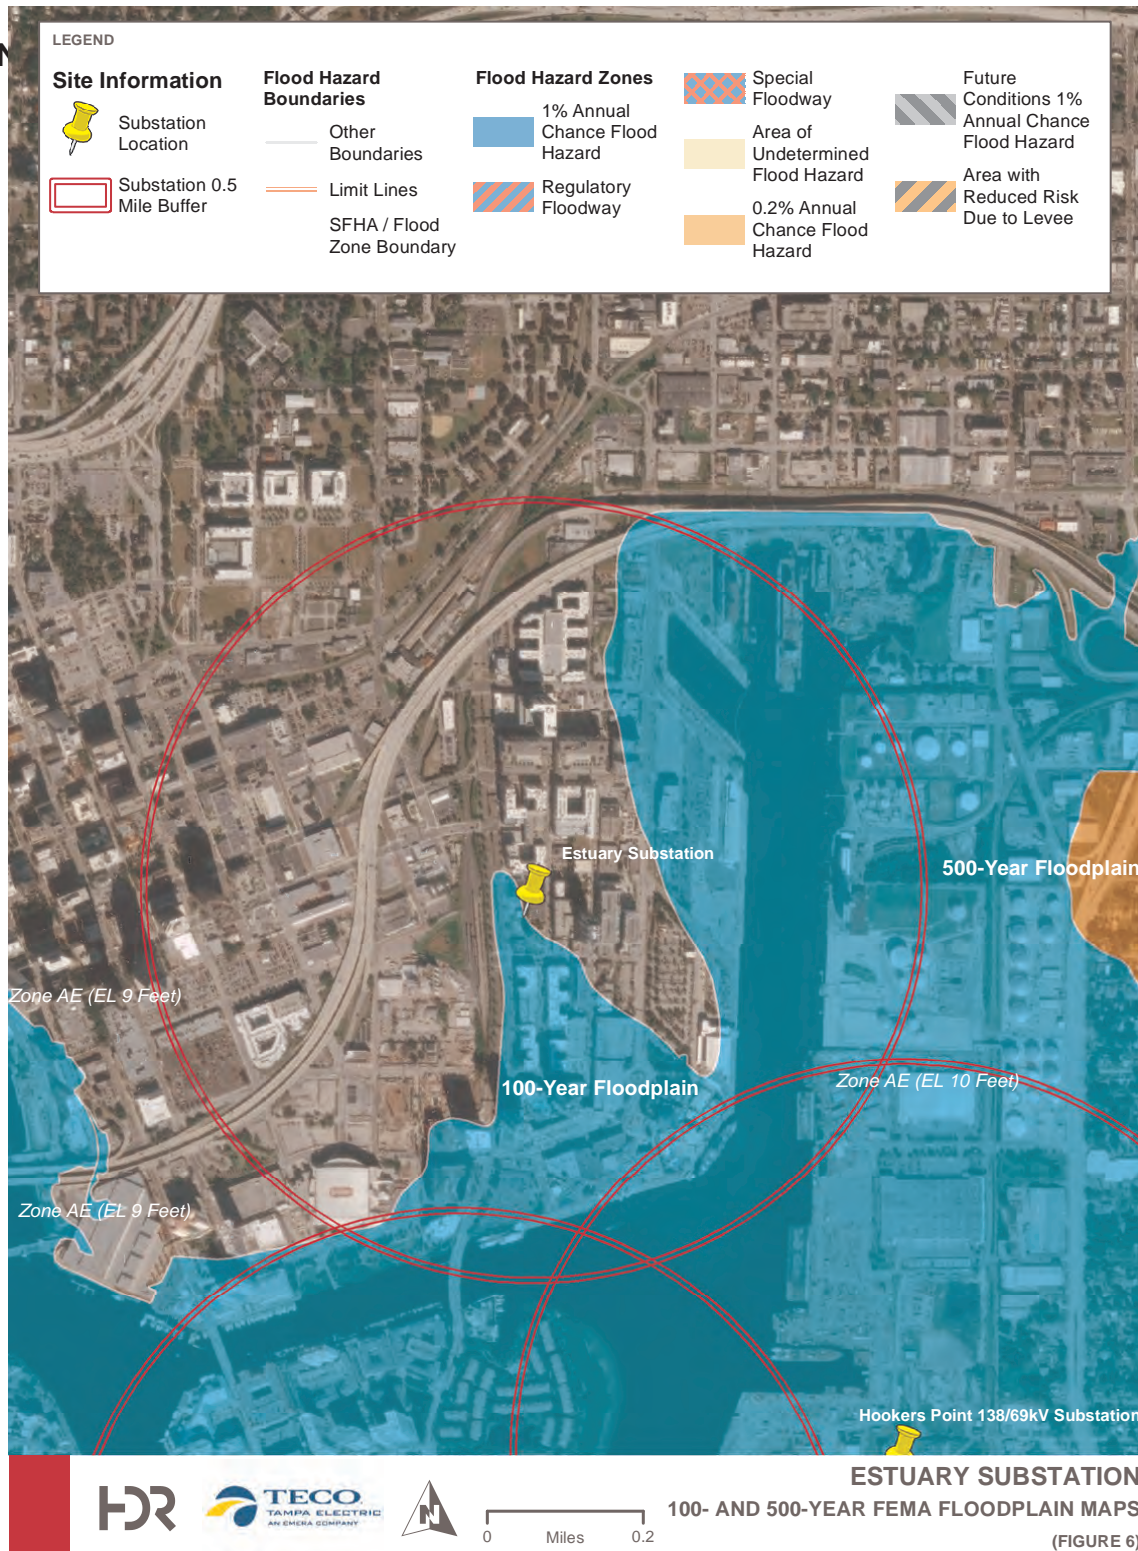 N
LEGEND
Site Information
Substation
Location
Substation 0.5
Mile Buffer
Flood Hazard
Boundaries
Other
Boundaries
Limit Lines
SFHA / Flood
Zone Boundary
Flood Hazard Zones
1% Annual
Chance Flood
Hazard
Regulatory
Floodway
Special
Floodway
Area of
Undetermined
Flood Hazard
0.2% Annual
Chance Flood
Hazard
Future
Conditions 1%
Annual Chance
Flood Hazard
Area with
Reduced Risk
Due to Levee
Estuary Substation
500-Year Floodplain
Zone AE (EL 9 Feet)
100-Year Floodplain
Zone AE (EL 10 Feet)
Zone AE (EL 9 Feet)
Hookers Point 138/69kV Substation
HDR
TECO
TAMPA ELECTRIC
AN EMERA COMPANY
N
0 Miles 0.2
ESTUARY SUBSTATION
100- AND 500-YEAR FEMA FLOODPLAIN MAPS
(FIGURE 6)